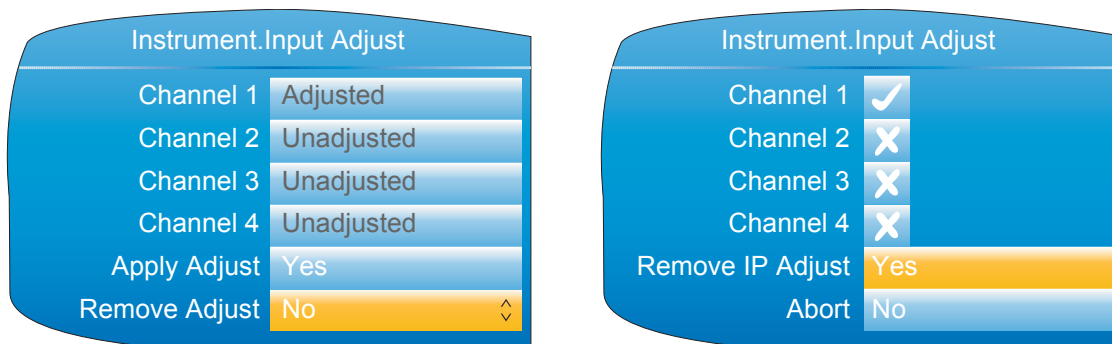 Instrument.Input Adjust
Channel 1 Adjusted
Channel 2 Unadjusted
Channel 3 Unadjusted
Channel 4 Unadjusted
Apply Adjust Yes
Remove Adjust No
Instrument.Input Adjust
Channel 1
Channel 2
Channel 3
Channel 4
Remove IP Adjust Yes
Abort No